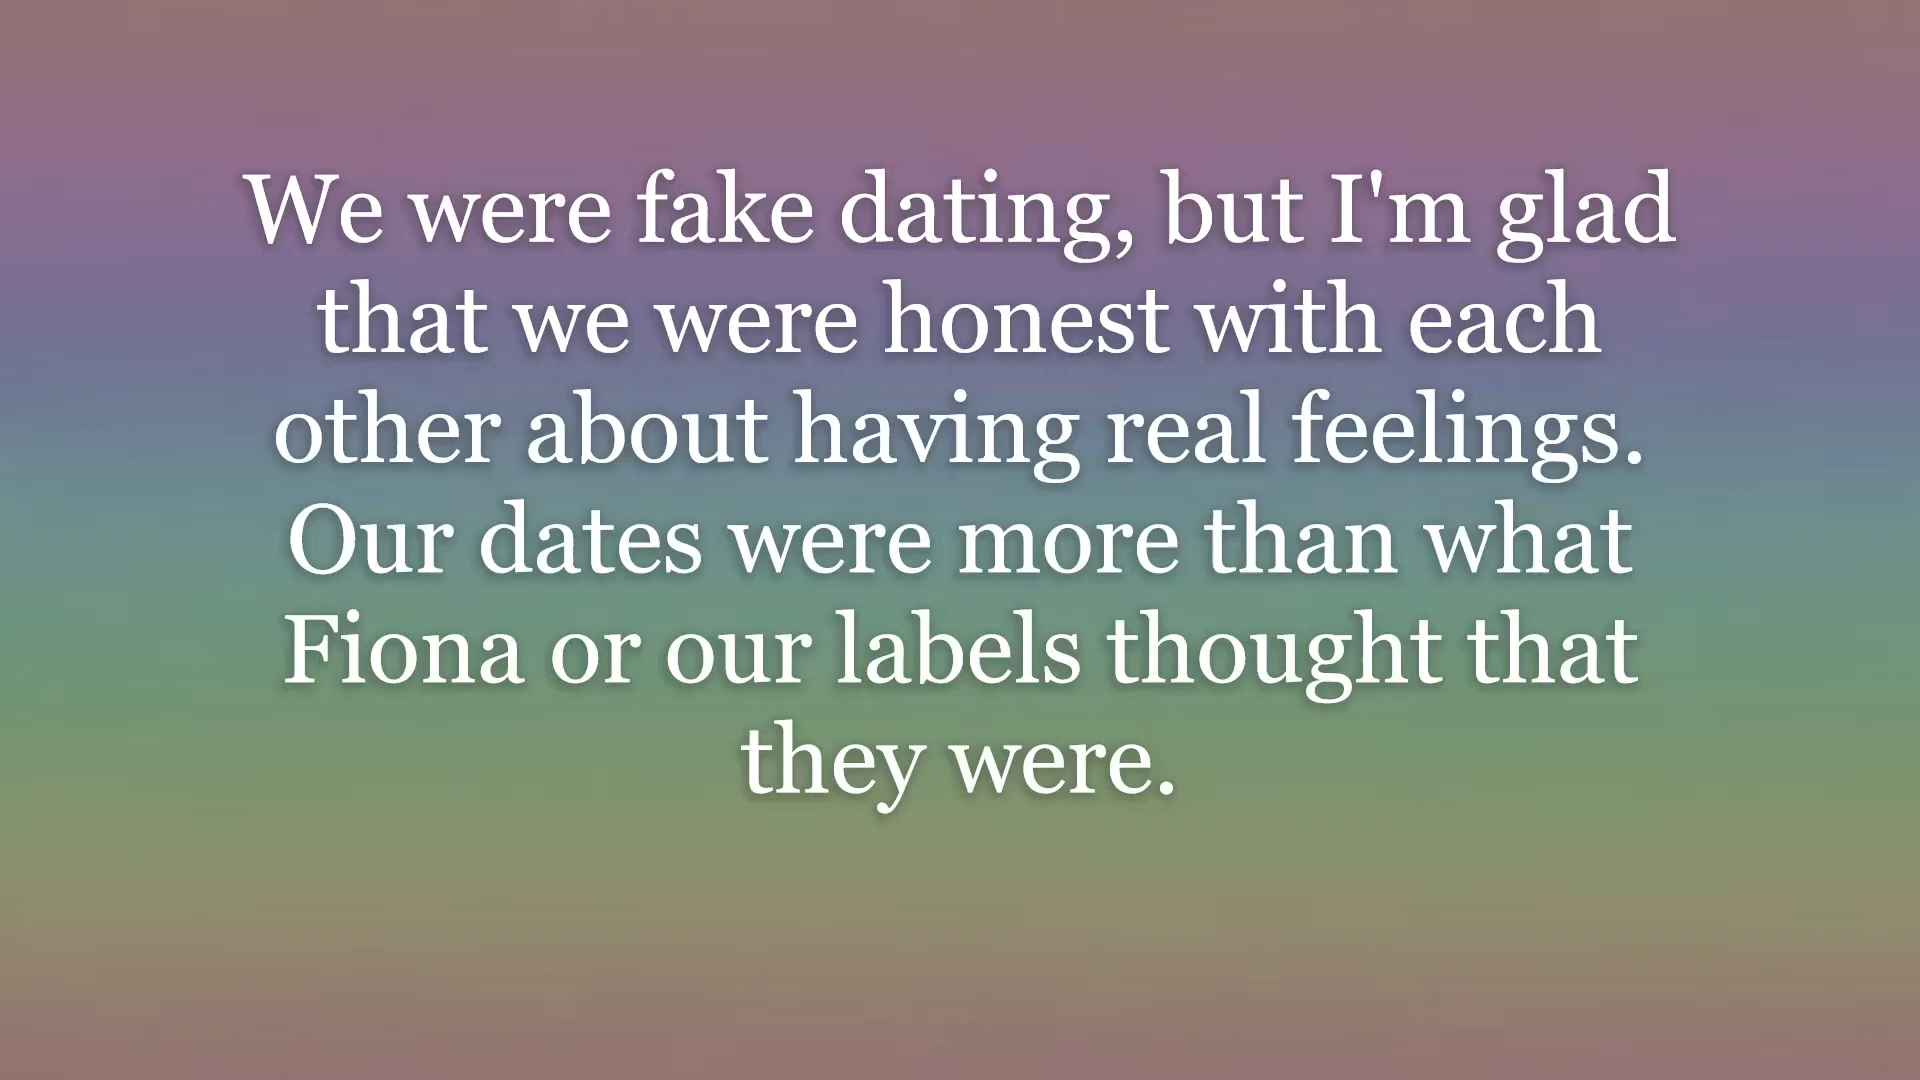 We were fake dating, but I'm glad
that we were honest with each
other about having real feelings.
Our dates were more than what
Fiona or our labels thought that
they were.